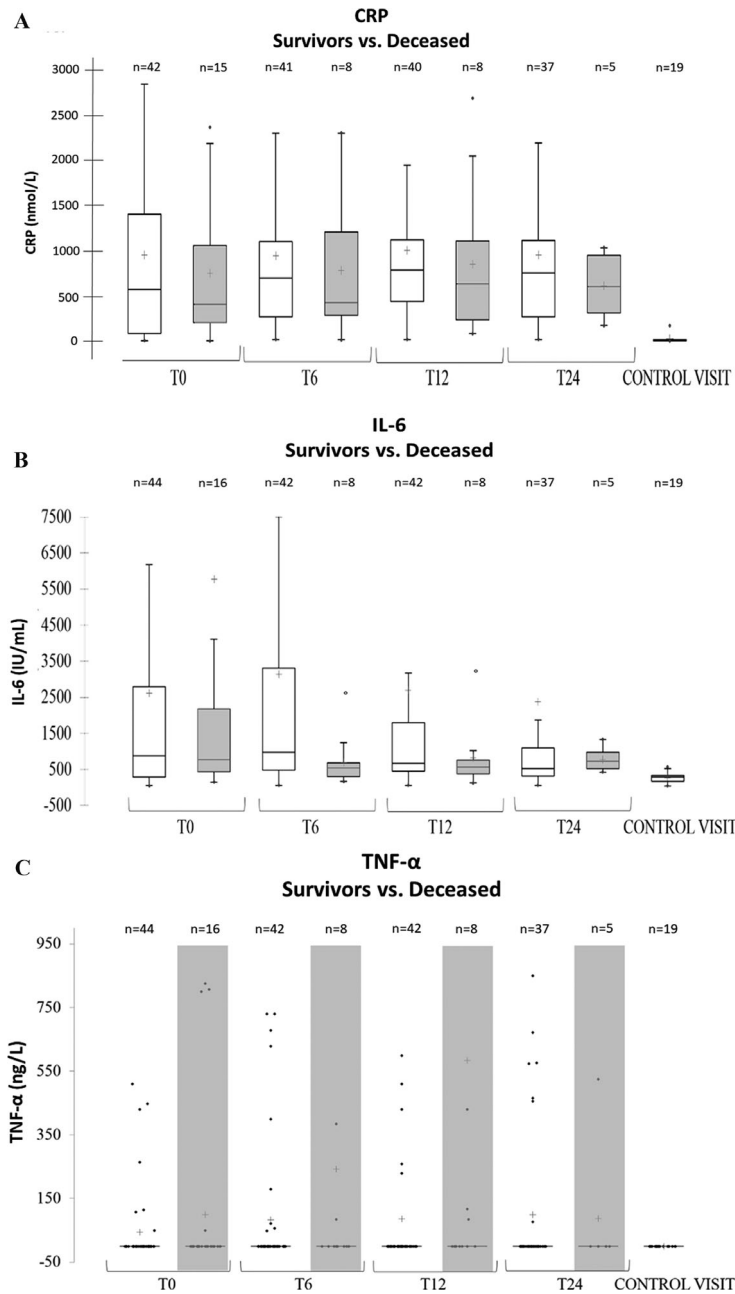 A
CRP
Survivors vs. Deceased
n=42 n=15 n=41 n=8 n=40 n=8 n=37 n=5 n=19
CRP (nmol/L)
3000
2500
2000
1500
1000
500
0
T0 T6 T12 T24 CONTROL VISIT
B
IL-6
Survivors vs. Deceased
n=44 n=16 n=42 n=8 n=42 n=8 n=37 n=5 n=19
IL-6 (IU/mL)
7500
6500
5500
4500
3500
2500
1500
500
-500
T0 T6 T12 T24 CONTROL VISIT
C
TNF-α
Survivors vs. Deceased
n=44 n=16 n=42 n=8 n=42 n=8 n=37 n=5 n=19
TNF-α (ng/L)
950
750
550
350
150
-50
T0 T6 T12 T24 CONTROL VISIT